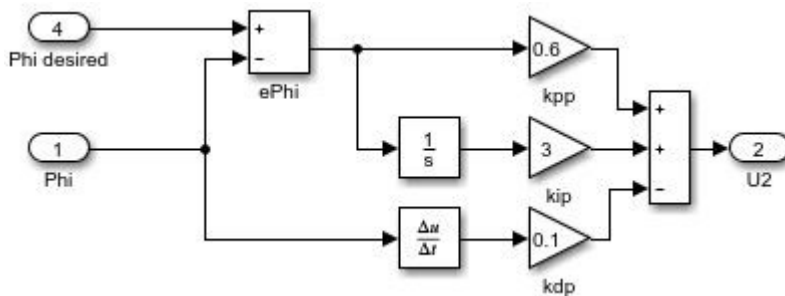 4
Phi desired
+
−
ePhi
0.6
kpp
1
Phi
1
s
3
kip
+
+
−
2
U2
Δu
Δt
0.1
kdp